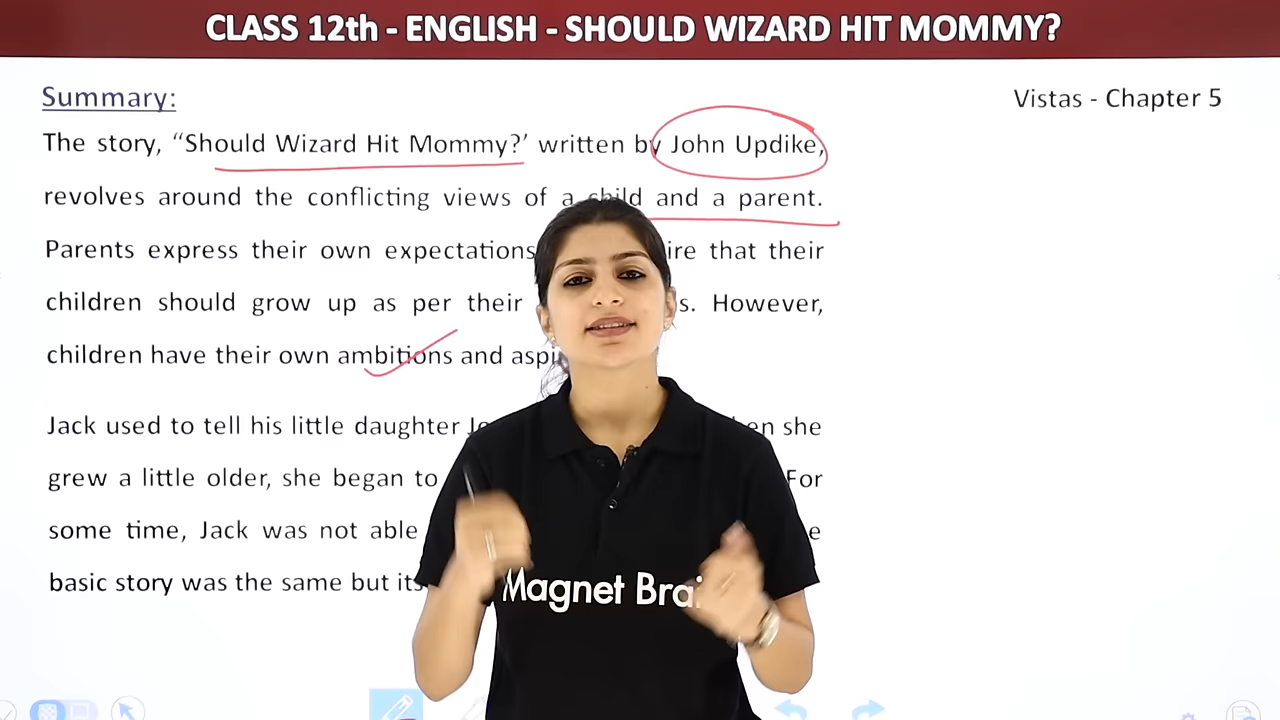 CLASS 12th - ENGLISH - SHOULD WIZARD HIT MOMMY?
Summary:
Vistas - Chapter 5
The story, “Should Wizard Hit Mommy?’ written by John Updike,
revolves around the conflicting views of a child and a parent.
Parents express their own expectations that their
children should grow up as per their However,
children have their own ambitions and
Jack used to tell his little daughter she
grew a little older, she began to For
some time, Jack was not able
basic story was the same but its
Magnet